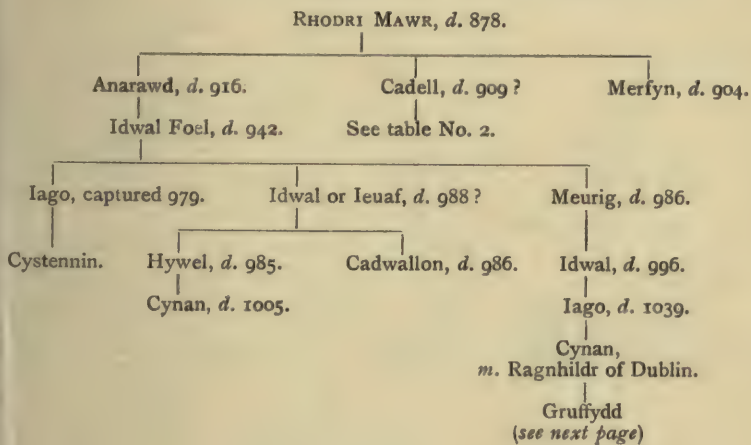 RHODRI MAWR, d. 878.
Anarawd, d. 916. Cadell, d. 909 ? Merfyn, d. 904.
Idwal Foel, d. 942. See table No. 2.
Iago, captured 979. Idwal or Ieuaf, d. 988 ? Meurig, d. 986.
Cystennin. Hywel, d. 985. Cadwallon, d. 986. Idwal, d. 996.
Cynan, d. 1005. Iago, d. 1039.
Cynan,
m. Ragnhildr of Dublin.
Gruffydd
(see next page)